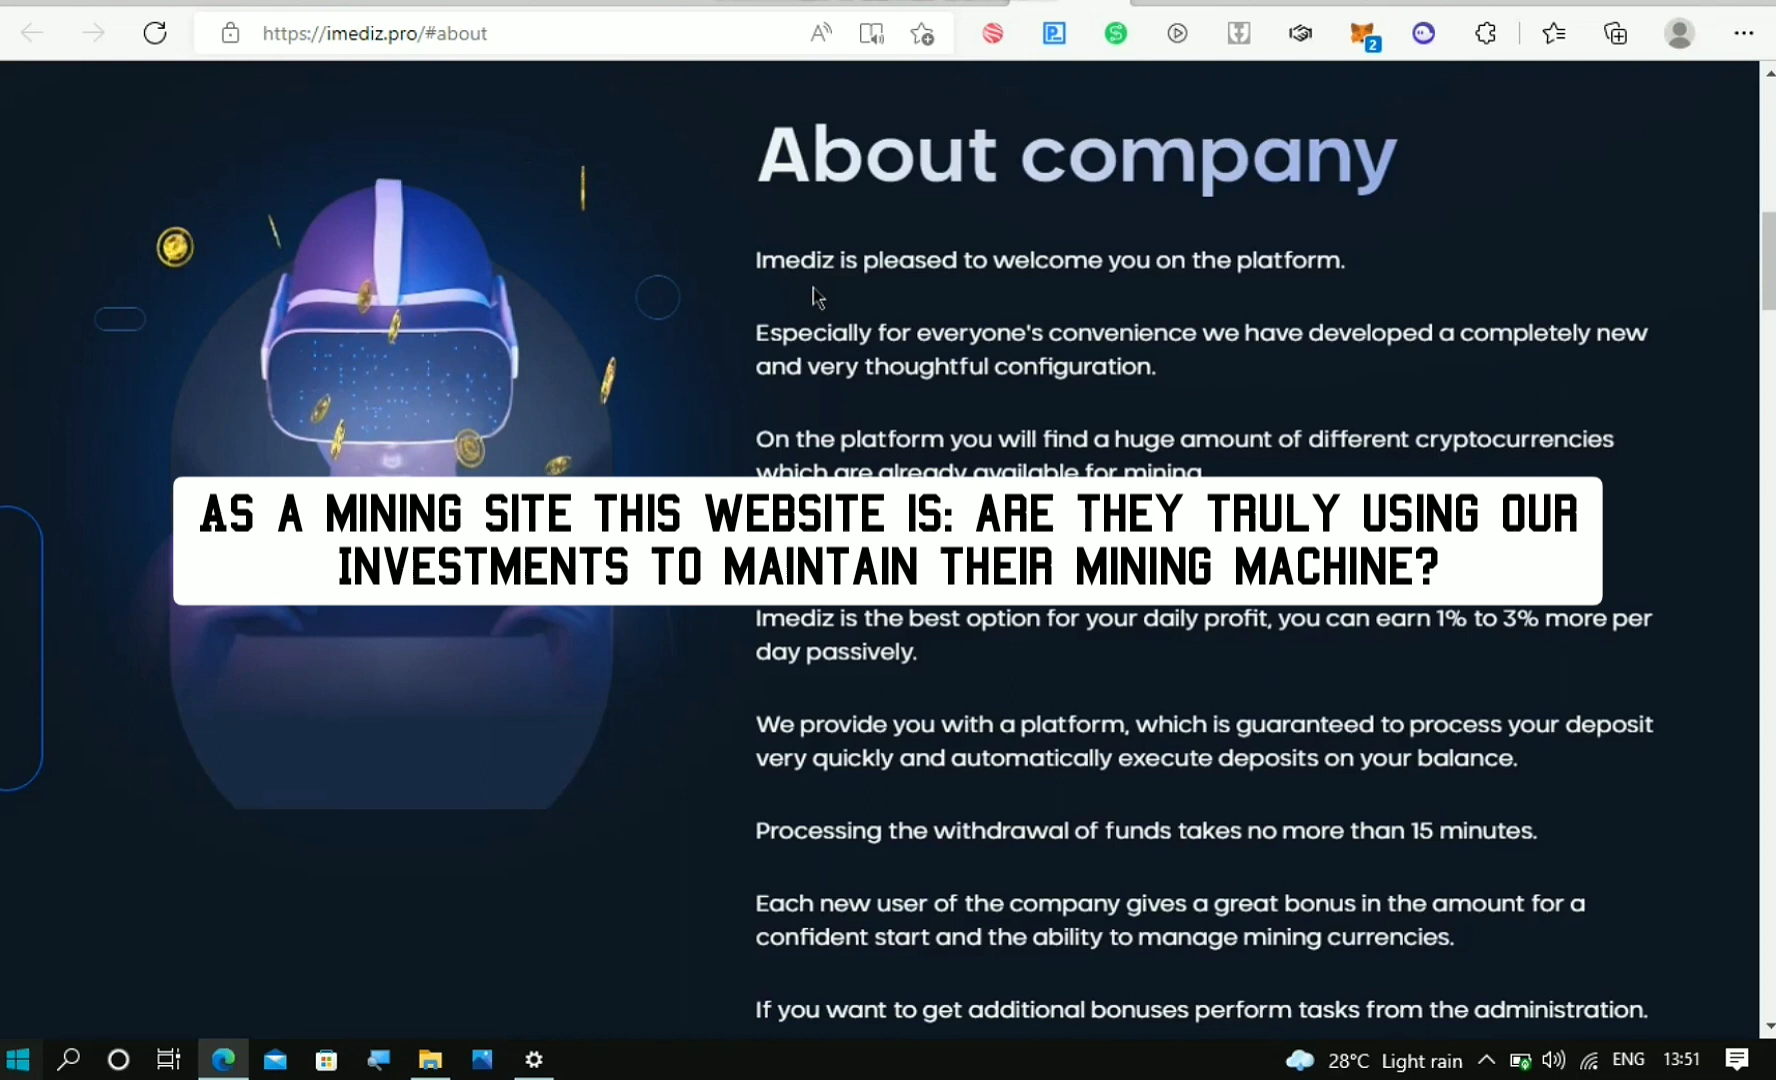 https://imediz.pro/#about
2
About company
Imediz is pleased to welcome you on the platform.
Especially for everyone's convenience we have developed a completely new
and very thoughtful configuration.
On the platform you will find a huge amount of different cryptocurrencies
which are already available for mining
AS A MINING SITE THIS WEBSITE IS: ARE THEY TRULY USING OUR
INVESTMENTS TO MAINTAIN THEIR MINING MACHINE?
Imediz is the best option for your daily profit, you can earn 1% to 3% more per
day passively.
We provide you with a platform, which is guaranteed to process your deposit
very quickly and automatically execute deposits on your balance.
Processing the withdrawal of funds takes no more than 15 minutes.
Each new user of the company gives a great bonus in the amount for a
confident start and the ability to manage mining currencies.
If you want to get additional bonuses perform tasks from the administration.
28°C Light rain ENG 13:51